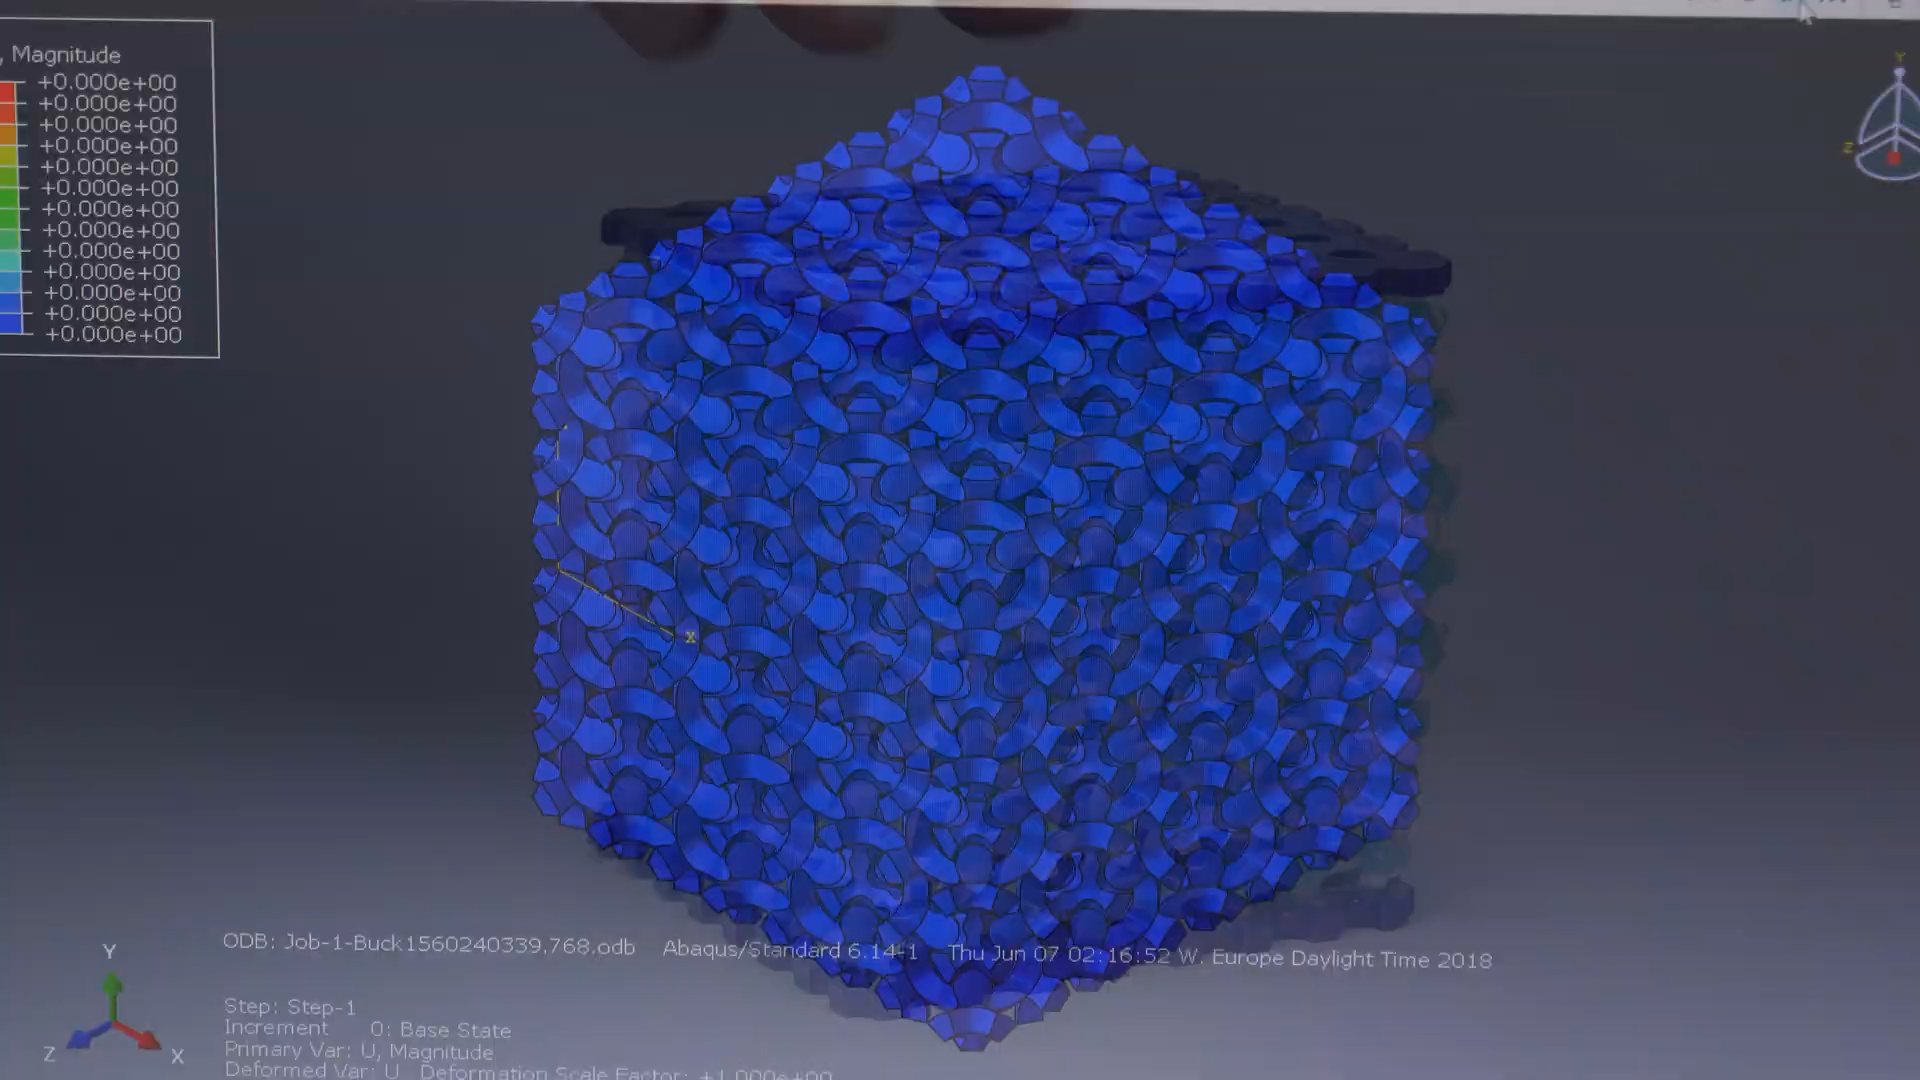 , Magnitude
+0.000e+00
+0.000e+00
+0.000e+00
+0.000e+00
+0.000e+00
+0.000e+00
+0.000e+00
+0.000e+00
+0.000e+00
+0.000e+00
+0.000e+00
+0.000e+00
+0.000e+00
Y
Z
X
ODB: Job-1-Buck1560240339.768.odb Abaqus/Standard 6.14-1 Thu Jun 07 02:16:52 W. Europe Daylight Time 2018
Y
Z
X
Step: Step-1
Increment 0: Base State
Primary Var: U, Magnitude
Deformed Var: U Deformation Scale Factor: +1.000e+00